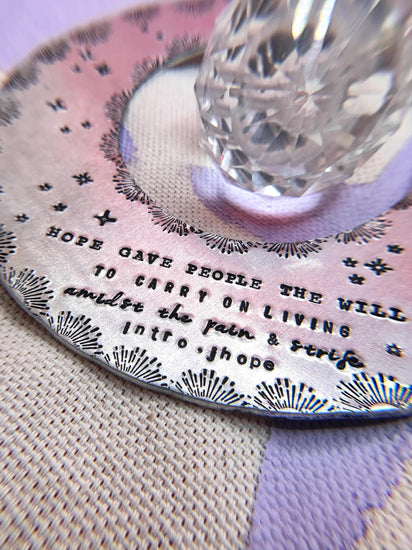 HOPE GAVE PEOPLE THE WILL
TO CARRY ON LIVING
amidst the pain & strife
intro · jhope